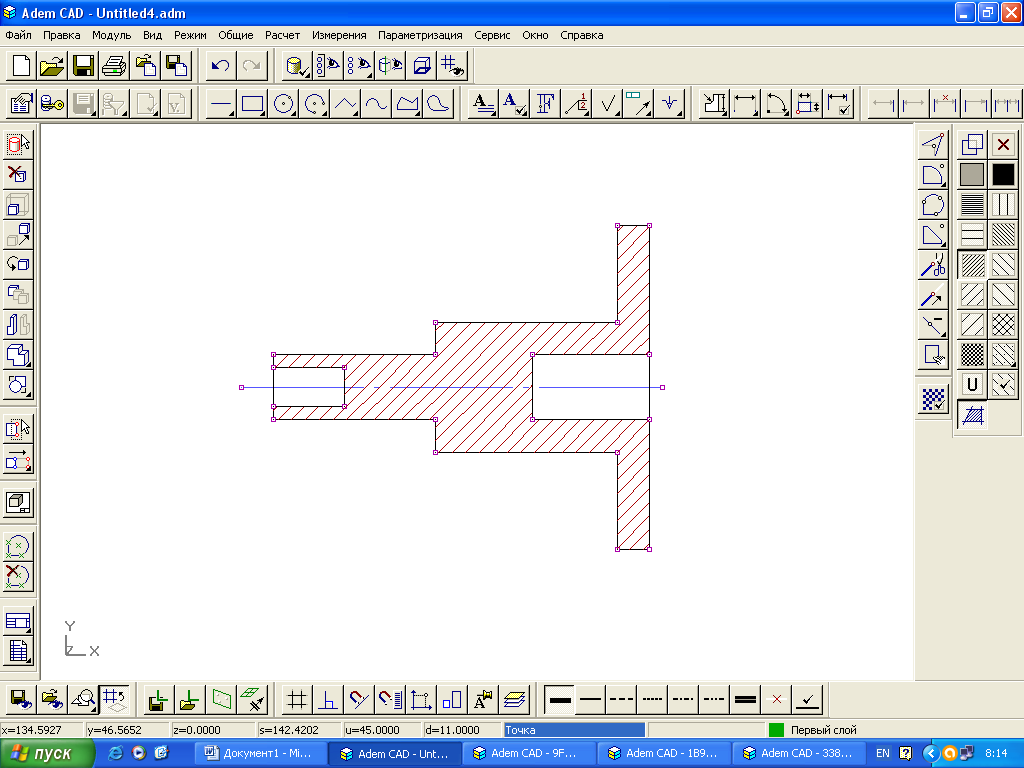 Adem CAD - Untitled4.adm
Файл Правка Модуль Вид Режим Общие Расчет Измерения Параметризация Сервис Окно Справка
U
Y
Z X
x=134.5927 y=46.5652 z=0.0000 s=142.4202 u=45.0000 d=11.0000 Точка Первый слой
пуск Документ1 - Mi... Adem CAD - Unt... Adem CAD - 9F... Adem CAD - 1B9... Adem CAD - 338... EN 8:14